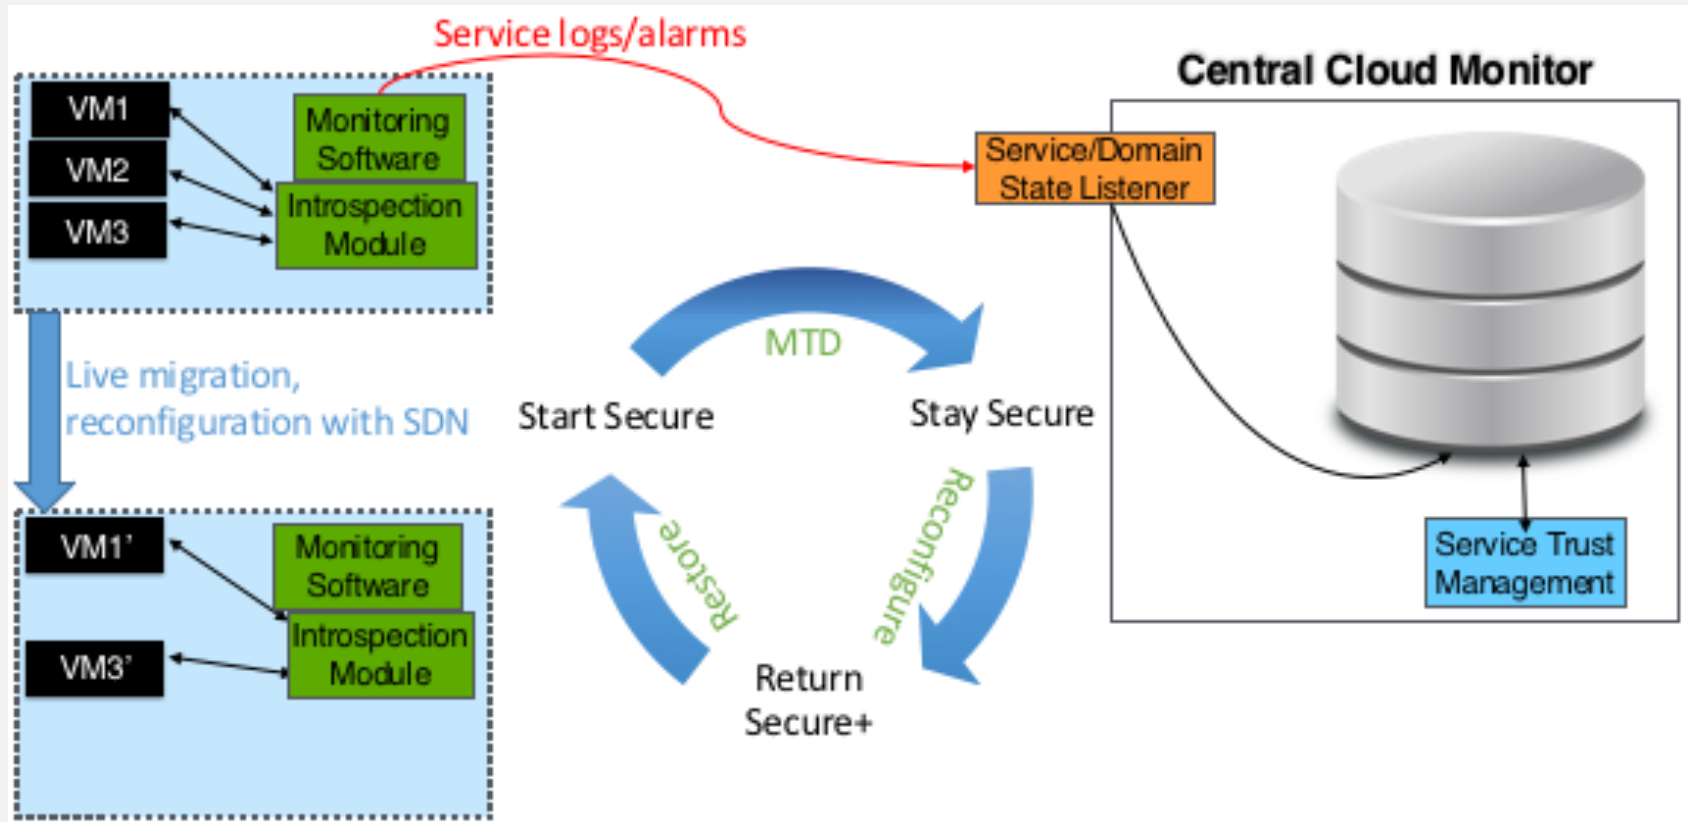 Service logs/alarms
Central Cloud Monitor
VM1
VM2
VM3
Monitoring
Software
Introspection
Module
Service/Domain
State Listener
MTD
Live migration,
reconfiguration with SDN
Start Secure
Stay Secure
Reconfigure
Restore
Return
Secure+
VM1’
VM3’
Monitoring
Software
Introspection
Module
Service Trust
Management